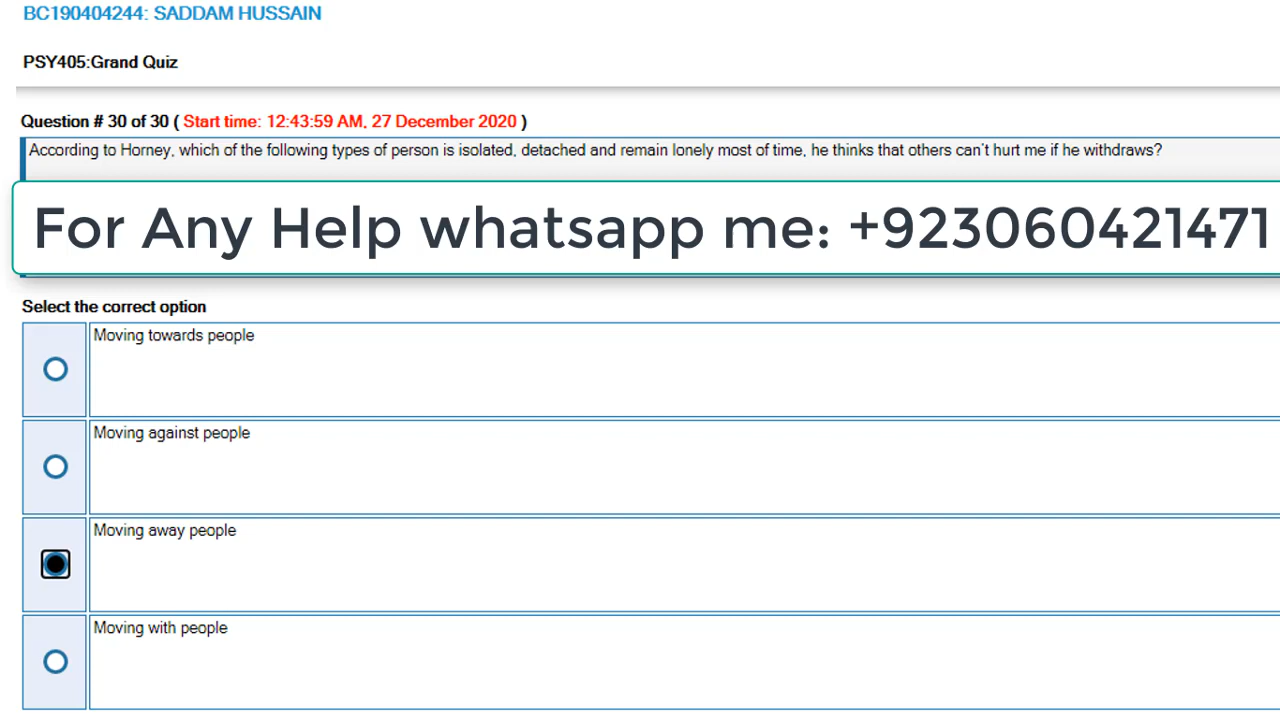 BC190404244: SADDAM HUSSAIN
PSY405:Grand Quiz
Question # 30 of 30 ( Start time: 12:43:59 AM, 27 December 2020 )
According to Horney, which of the following types of person is isolated, detached and remain lonely most of time, he thinks that others can't hurt me if he withdraws?
For Any Help whatsapp me: +923060421471
Select the correct option
Moving towards people
Moving against people
Moving away people
Moving with people